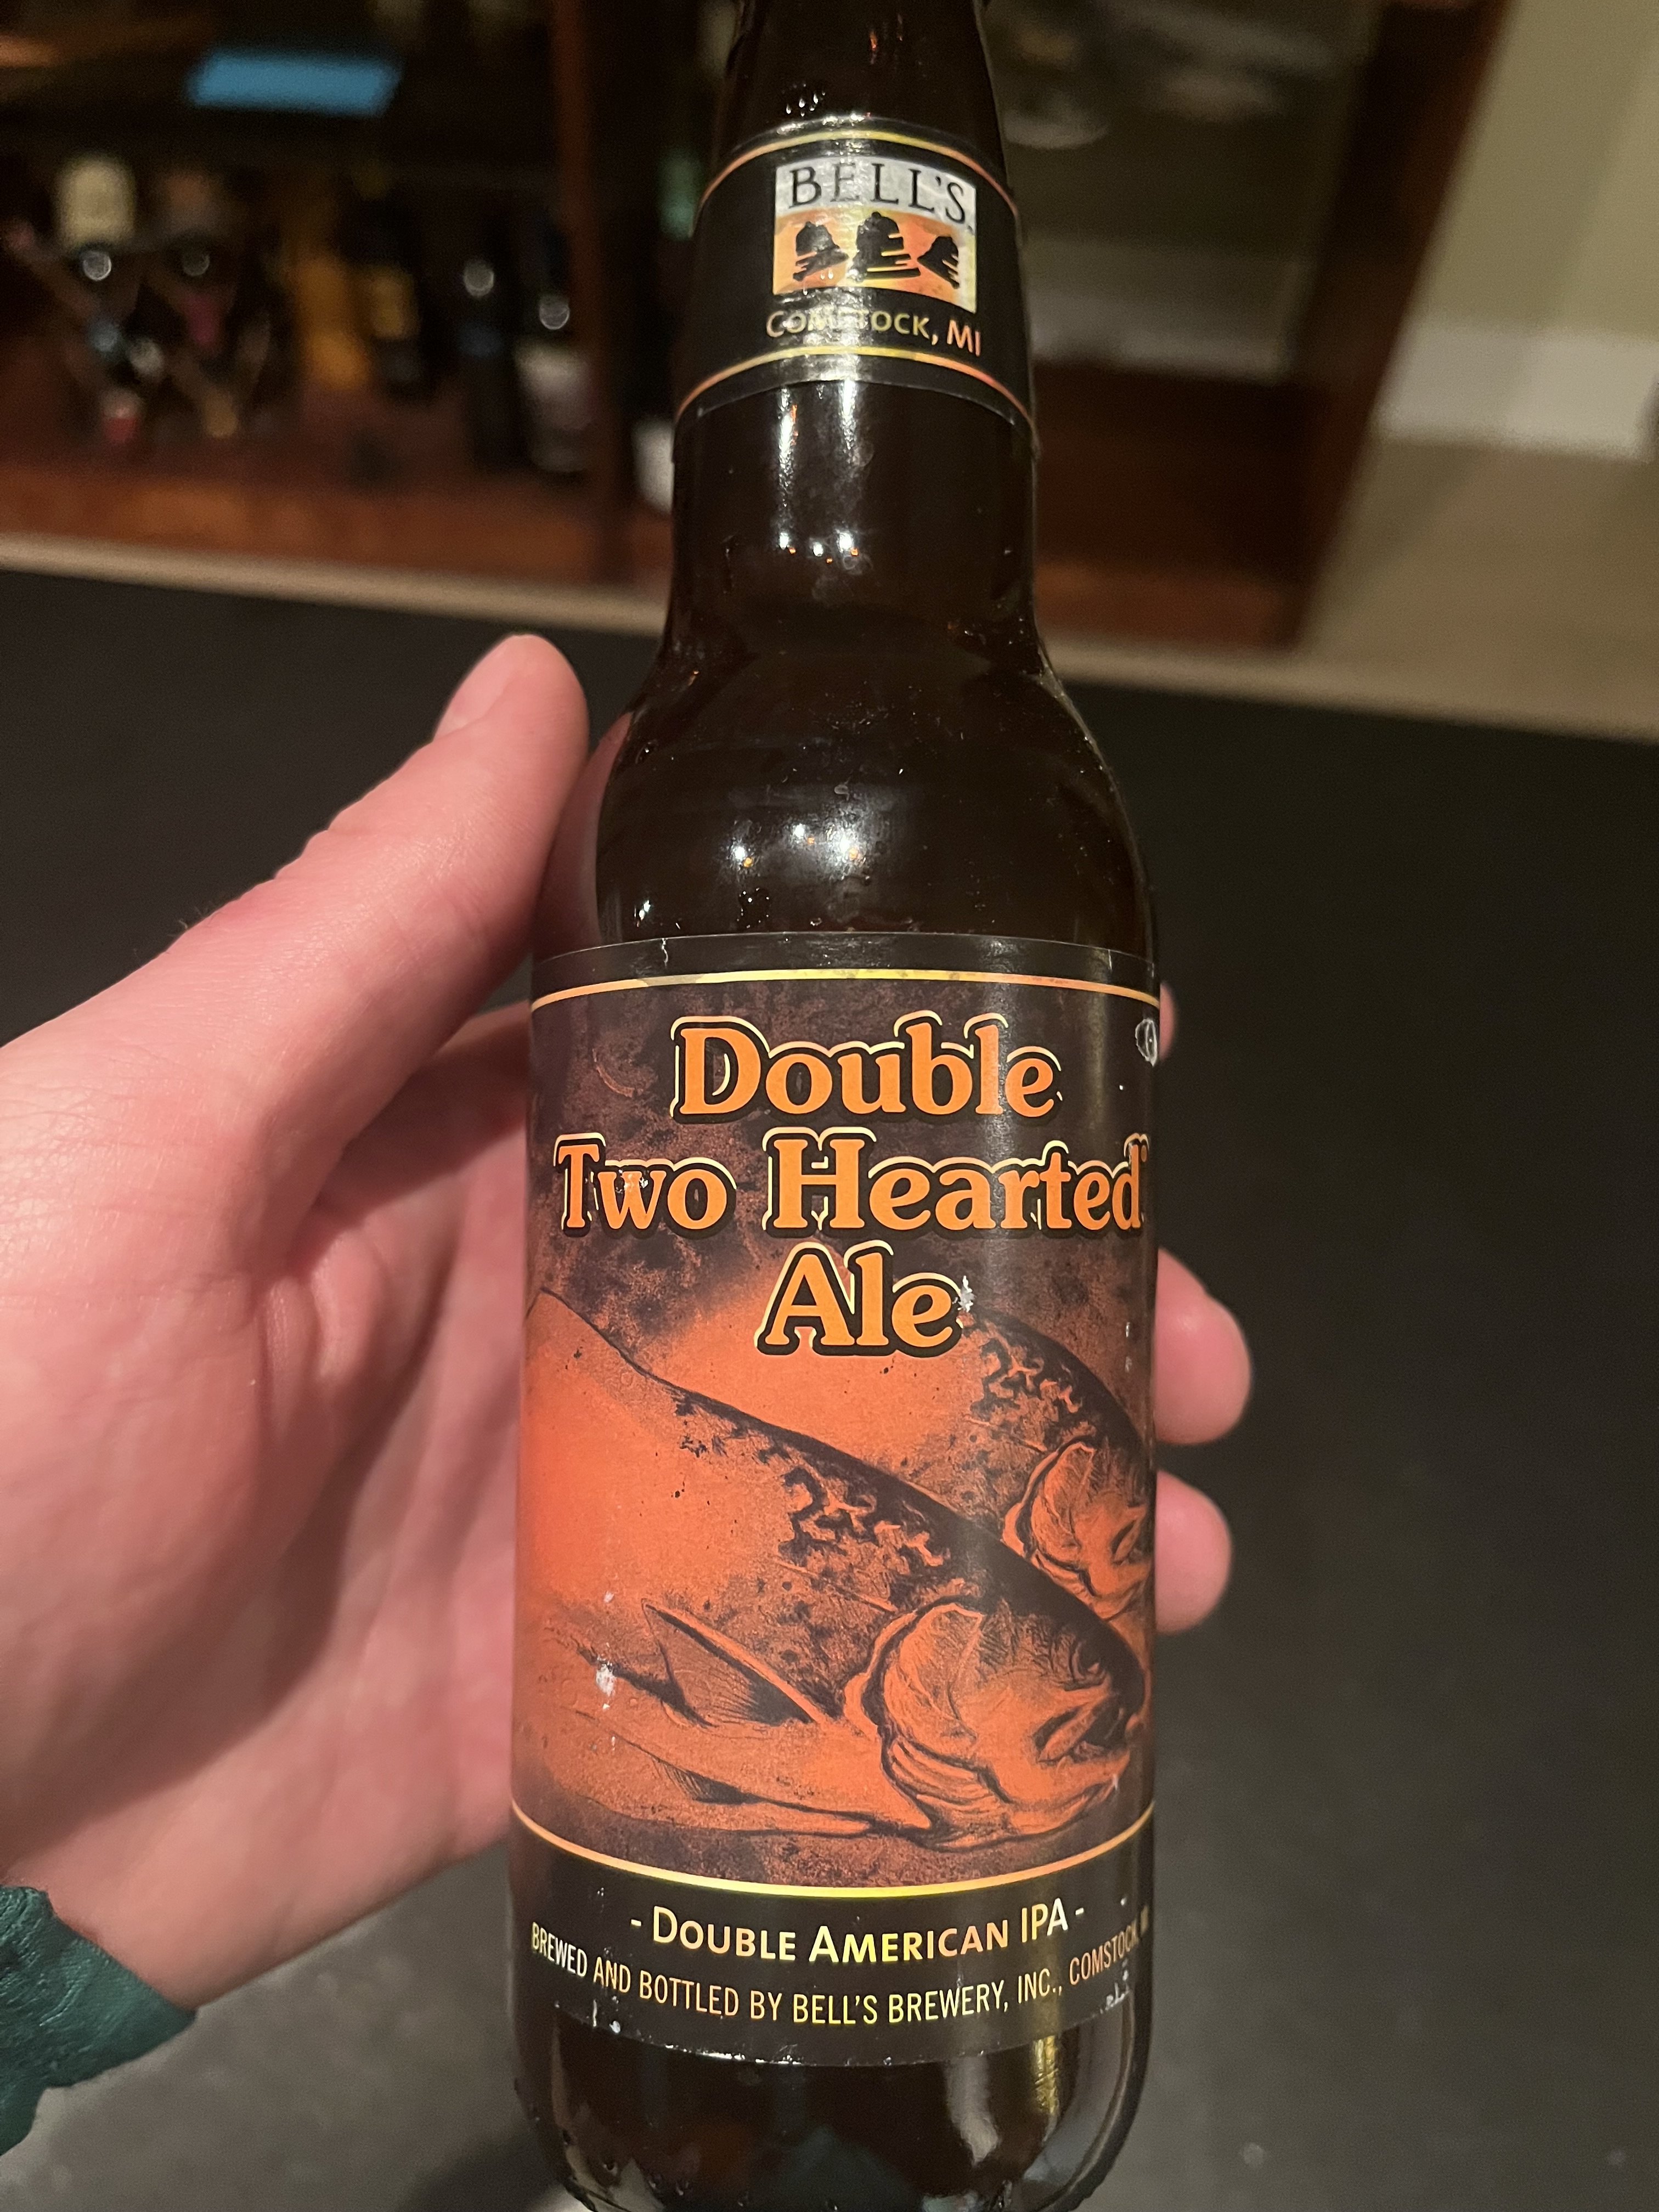 BELL'S
COMSTOCK, MI
Double
Two Hearted
Ale
- DOUBLE AMERICAN IPA -
BREWED AND BOTTLED BY BELL'S BREWERY, INC., COMSTOCK,